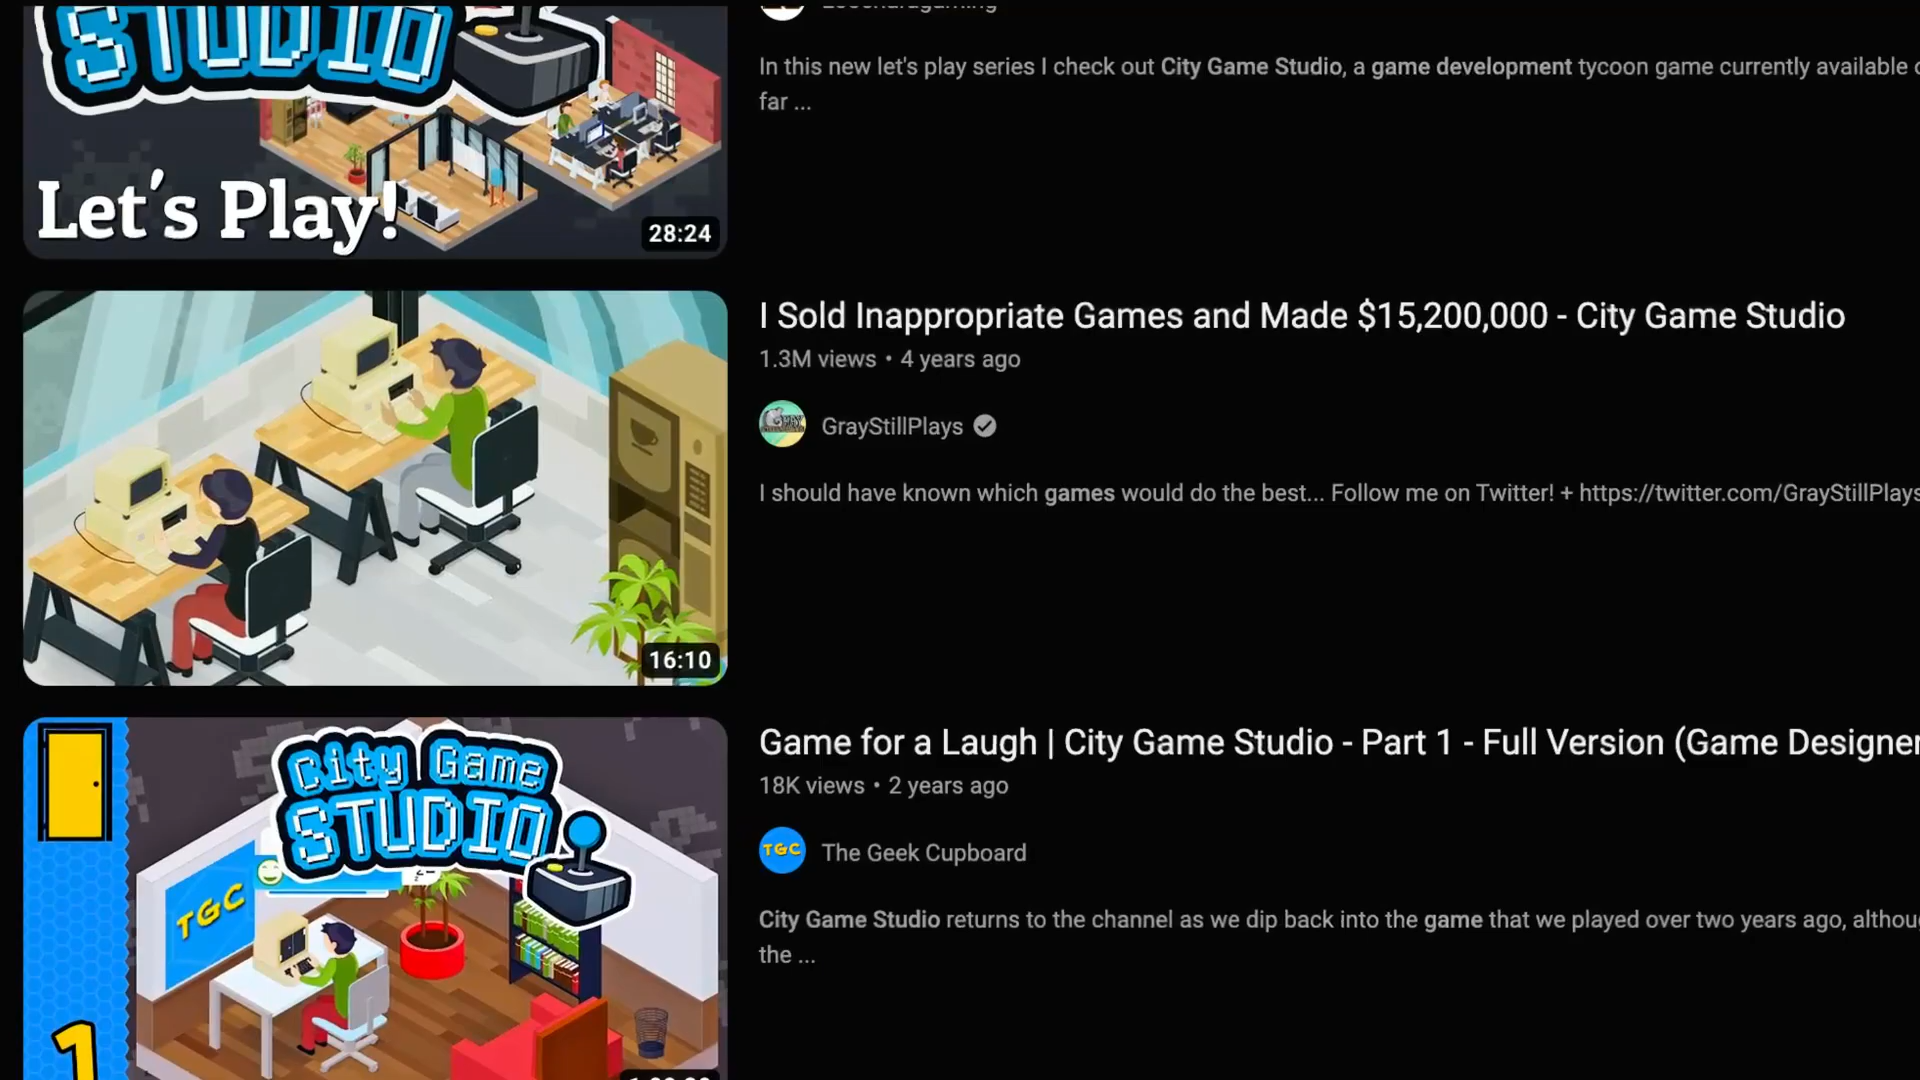 STUDIO
Let's Play!
28:24
In this new let's play series I check out City Game Studio, a game development tycoon game currently available
far ...
16:10
I Sold Inappropriate Games and Made $15,200,000 - City Game Studio
1.3M views • 4 years ago
GrayStillPlays
I should have known which games would do the best... Follow me on Twitter! + https://twitter.com/GrayStillPlays
City Game
STUDIO
TGC
1
Game for a Laugh | City Game Studio - Part 1 - Full Version (Game Designer
18K views • 2 years ago
TGC
The Geek Cupboard
City Game Studio returns to the channel as we dip back into the game that we played over two years ago, althou
the ...